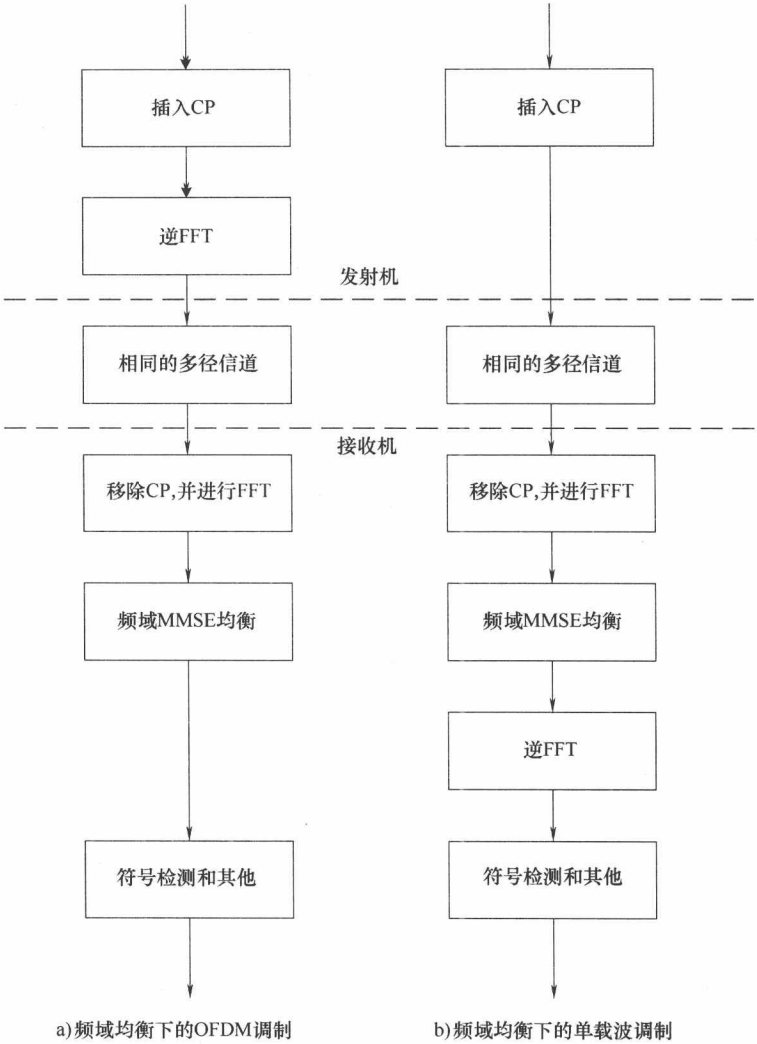 插入CP
逆FFT
发射机
相同的多径信道
接收机
移除CP,并进行FFT
频域MMSE均衡
符号检测和其他
a)频域均衡下的OFDM调制
插入CP
相同的多径信道
移除CP,并进行FFT
频域MMSE均衡
逆FFT
符号检测和其他
b)频域均衡下的单载波调制